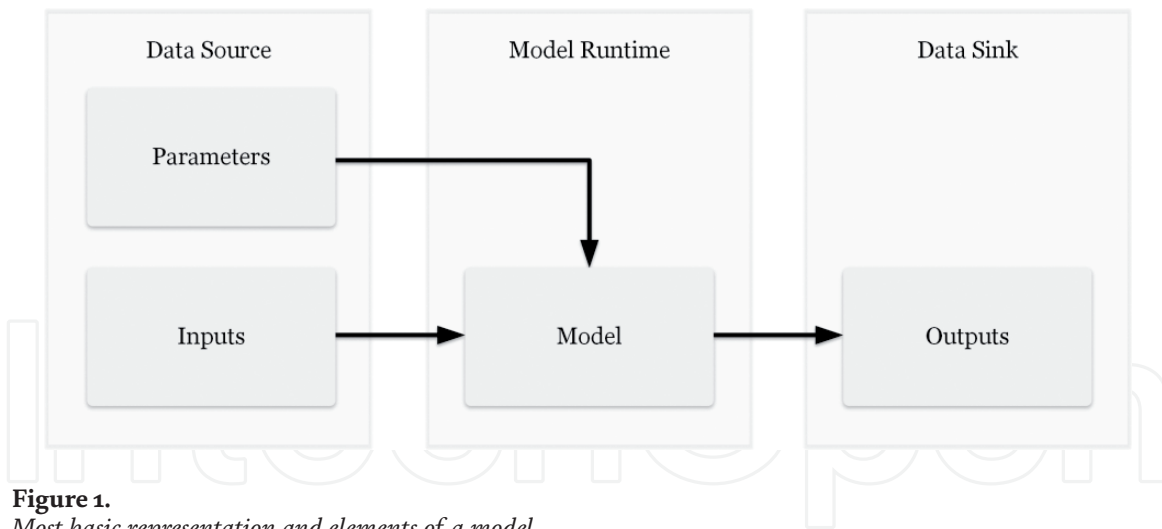 Data Source
Model Runtime
Data Sink
Parameters
Inputs
Model
Outputs
IntechOpen
Figure 1.
Most basic representation and elements of a model.